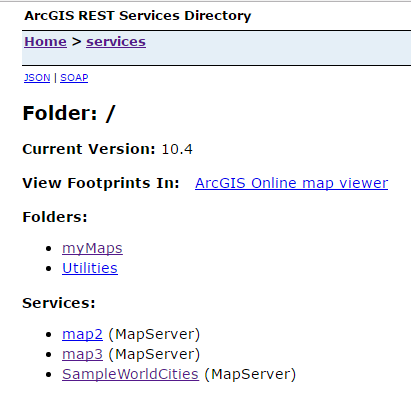 ArcGIS REST Services Directory
Home > services
JSON | SOAP
Folder: /
Current Version: 10.4
View Footprints In: ArcGIS Online map viewer
Folders:
myMaps
Utilities
Services:
map2 (MapServer)
map3 (MapServer)
SampleWorldCities (MapServer)